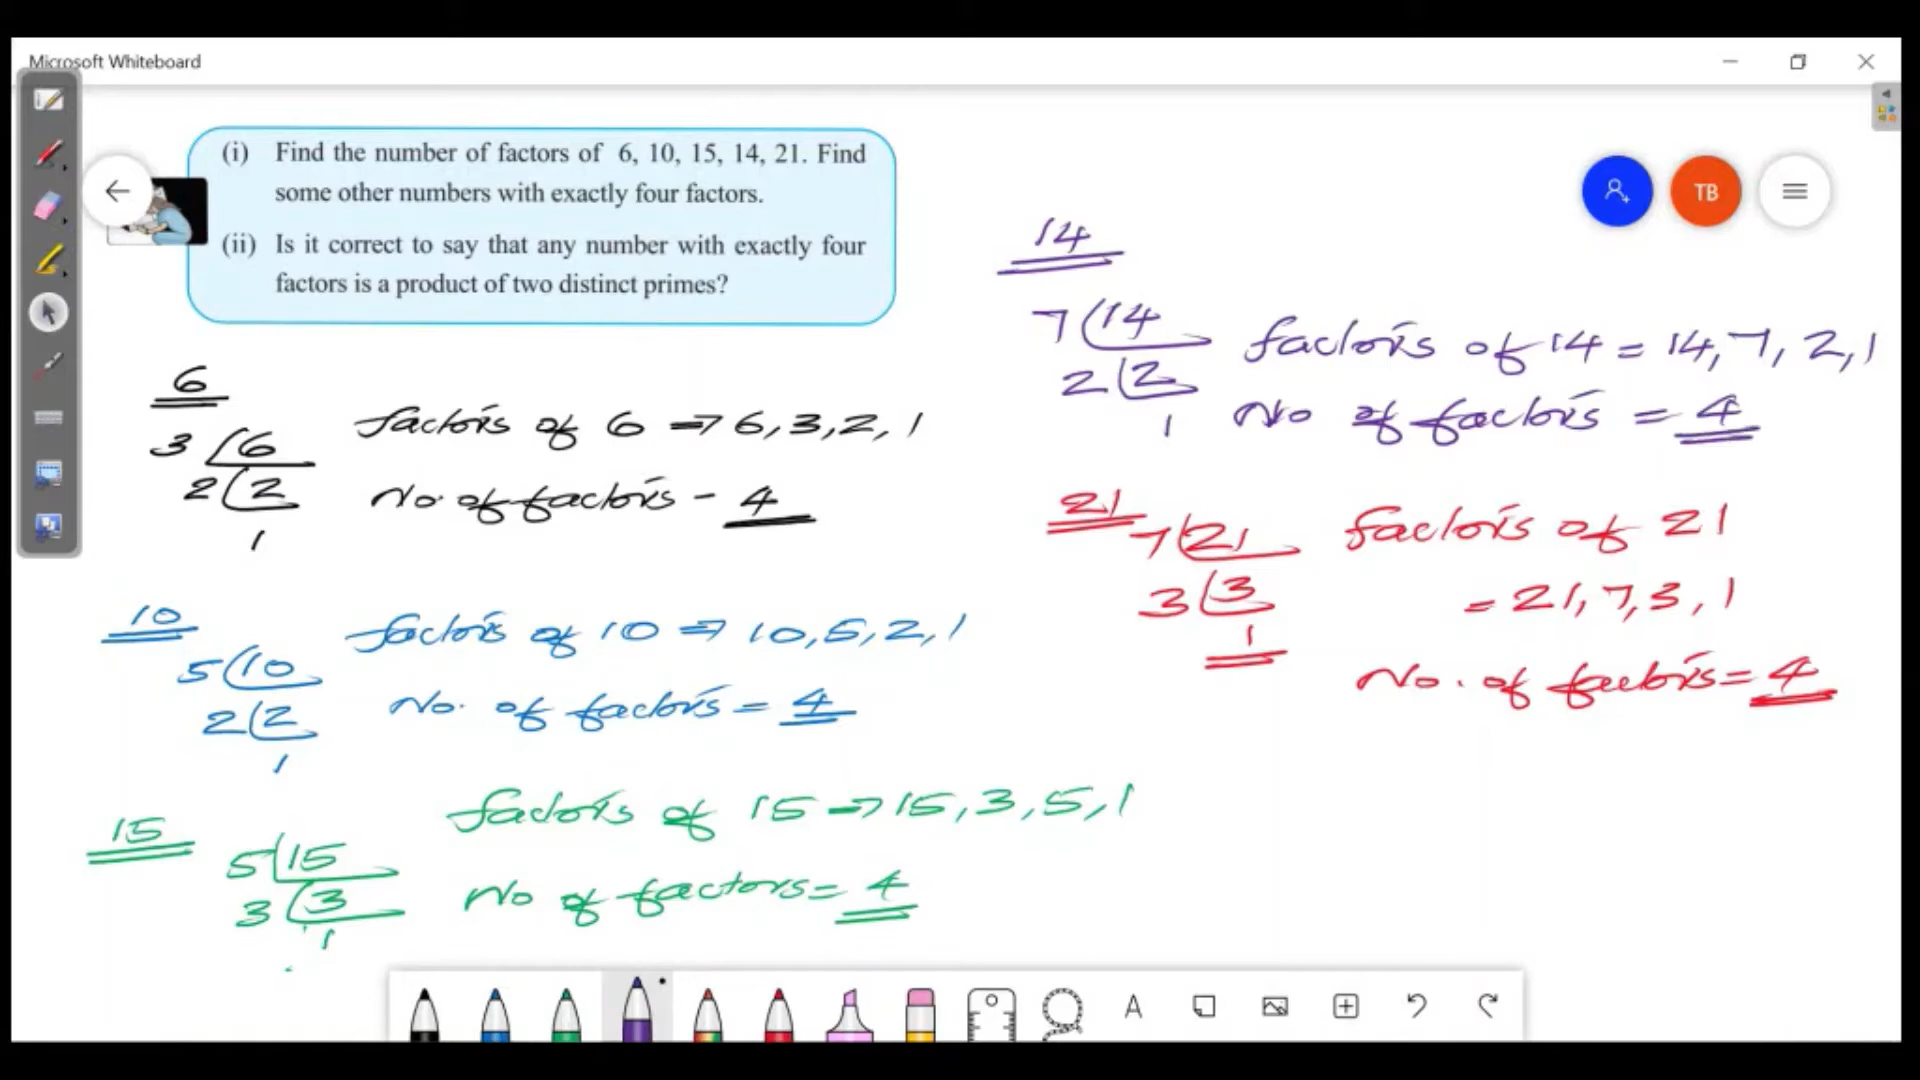 Microsoft Whiteboard
(i) Find the number of factors of 6, 10, 15, 14, 21. Find
some other numbers with exactly four factors.
(ii) Is it correct to say that any number with exactly four
factors is a product of two distinct primes?
TB
6
3 6
2 2
1
factors of 6 ⇒ 6, 3, 2, 1
No. of factors - 4
10
5 10
2 2
1
factors of 10 ⇒ 10, 5, 2, 1
No. of factors = 4
15
5 15
3 3
1
factors of 15 ⇒ 15, 3, 5, 1
No of factors = 4
14
7 14
2 2
1
factors of 14 = 14, 7, 2, 1
No of factors = 4
21
7 21
3 3
1
factors of 21
= 21, 7, 3, 1
No. of factors = 4
A